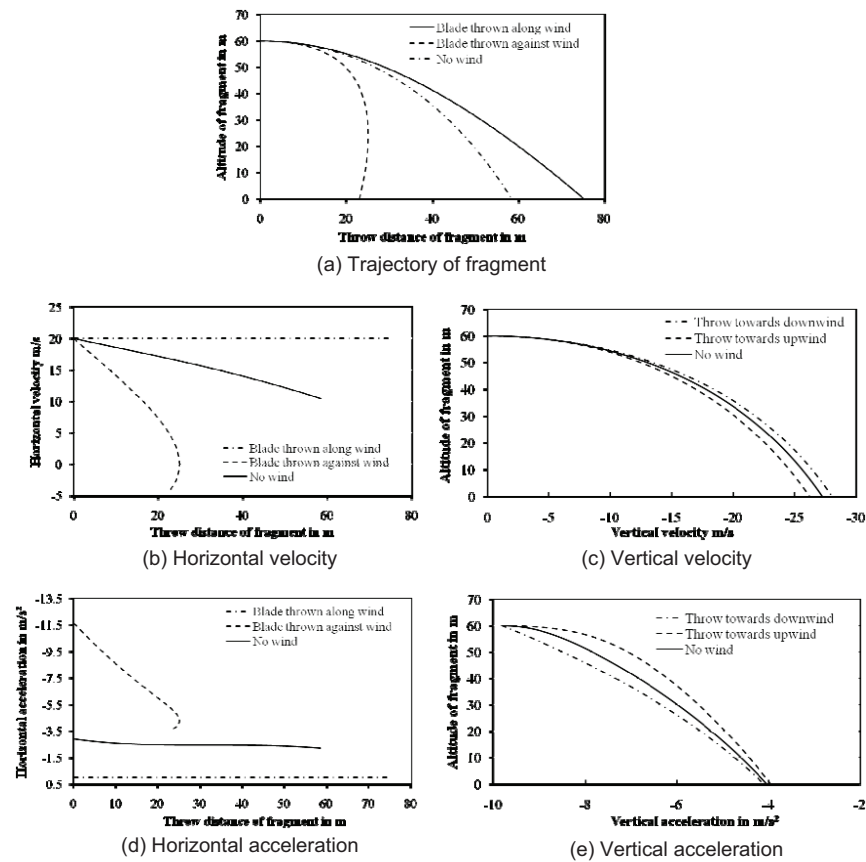 Blade thrown along wind
Blade thrown against wind
No wind
70
60
50
40
30
20
10
0
Altitude of fragment in m
0 20 40 60 80
Throw distance of fragment in m
(a) Trajectory of fragment
25
20
15
10
5
0
-5
Horizontal velocity m/s
Blade thrown along wind
Blade thrown against wind
No wind
0 20 40 60 80
Throw distance of fragment in m
(b) Horizontal velocity
70
60
50
40
30
20
10
0
Altitude of fragment in m
Throw towards downwind
Throw towards upwind
No wind
0 -5 -10 -15 -20 -25 -30
Vertical velocity m/s
(c) Vertical velocity
-13.5
-11.5
-9.5
-7.5
-5.5
-3.5
-1.5
0.5
Horizontal acceleration in m/s²
Blade thrown along wind
Blade thrown against wind
No wind
0 10 20 30 40 50 60 70 80
Throw distance of fragment in m
(d) Horizontal acceleration
70
60
50
40
30
20
10
0
Altitude of fragment in m
Throw towards downwind
Throw towards upwind
No wind
-10 -8 -6 -4 -2
Vertical acceleration in m/s²
(e) Vertical acceleration